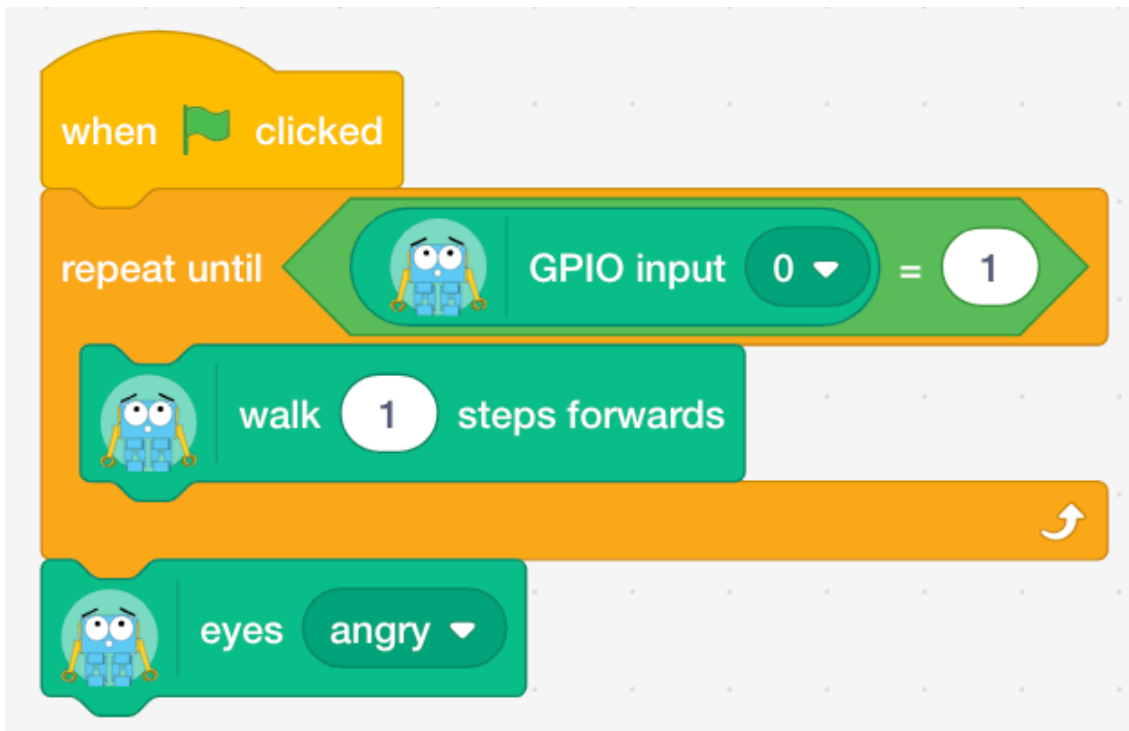 when clicked
repeat until GPIO input 0 = 1
walk 1 steps forwards
eyes angry